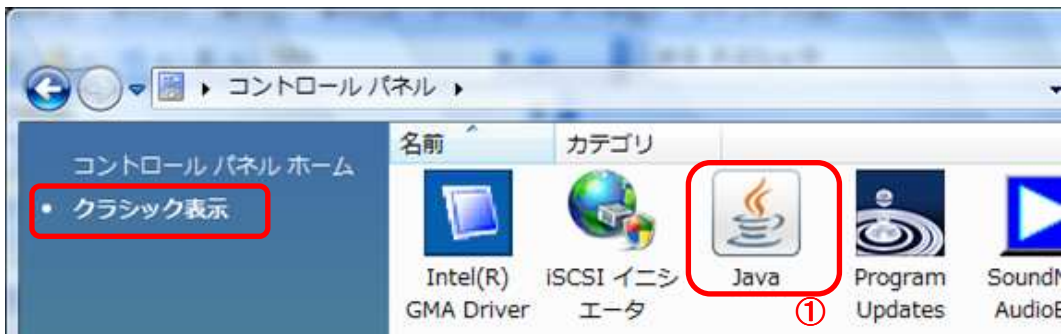 コントロール パネル
コントロール パネル ホーム
クラシック表示
名前 カテゴリ
Intel(R) GMA Driver
iSCSI イニシエータ
Java
①
Program Updates